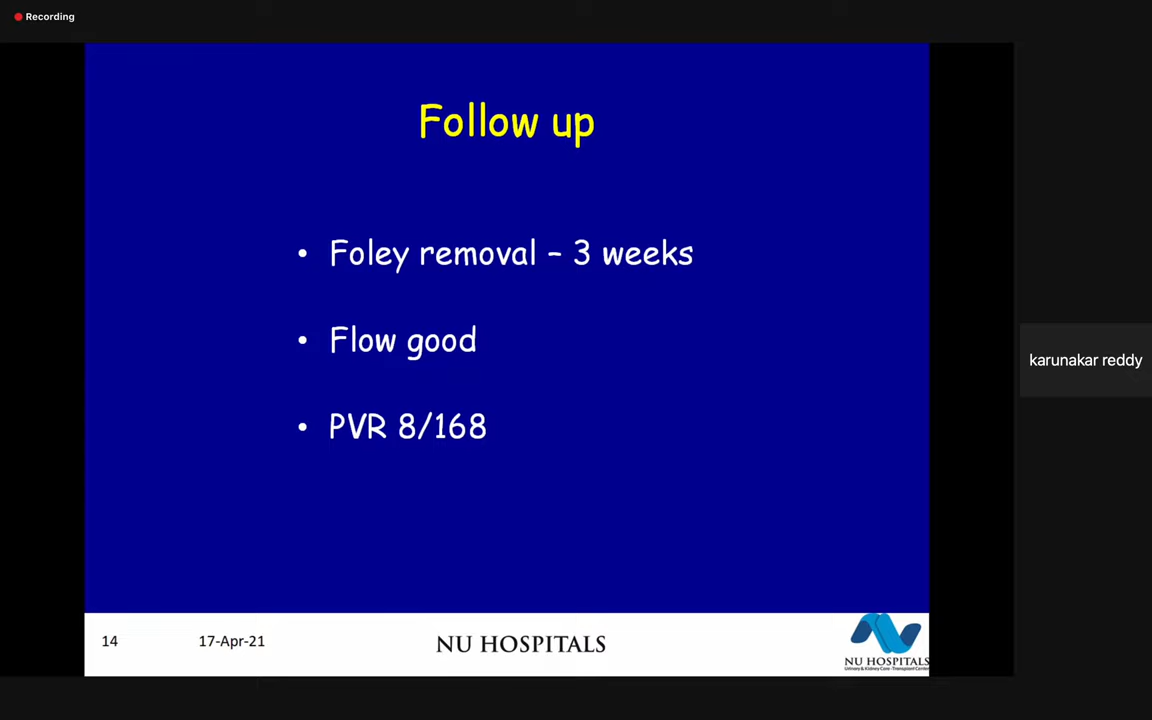 Recording
Follow up
• Foley removal – 3 weeks
• Flow good
• PVR 8/168
karunakar reddy
14 17-Apr-21 NU HOSPITALS
NU HOSPITALS
Urinary & Kidney Care - Transplant Center